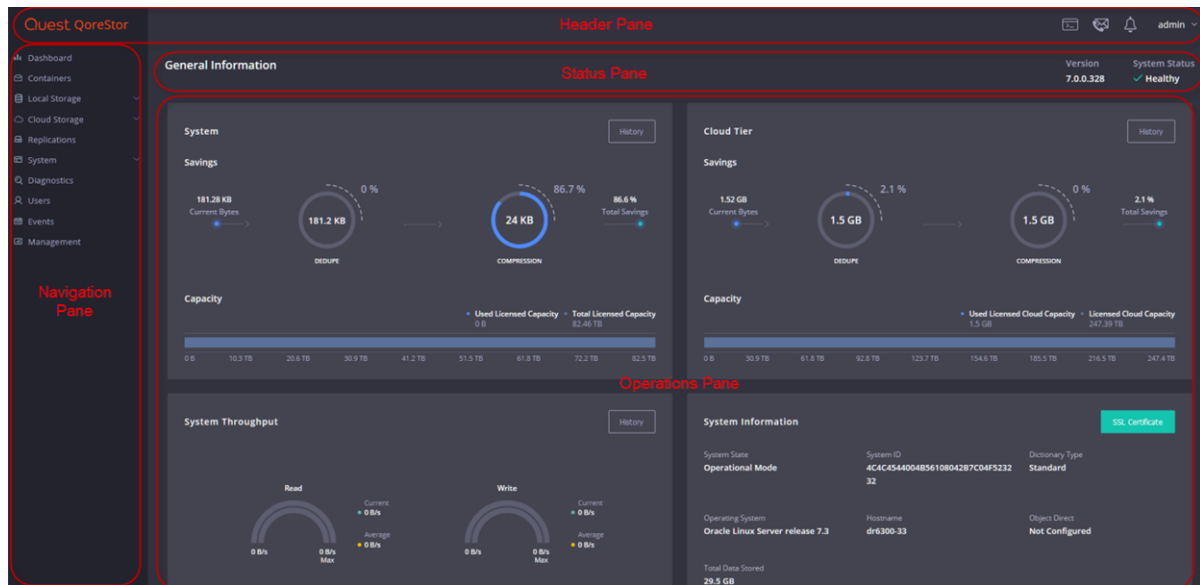 Quest QoreStor
Header Pane
admin
Dashboard
Containers
Local Storage
Cloud Storage
Replications
System
Diagnostics
Users
Events
Management
Navigation
Pane
General Information
Status Pane
Version
7.0.0.328
System Status
Healthy
System
History
Savings
181.28 KB
Current Bytes
0 %
181.2 KB
DEDUPE
86.7 %
24 KB
COMPRESSION
86.6 %
Total Savings
Capacity
Used Licensed Capacity
0 B
Total Licensed Capacity
82.46 TB
0 B 10.3 TB 20.6 TB 30.9 TB 41.2 TB 51.5 TB 61.8 TB 72.2 TB 82.5 TB
Cloud Tier
History
Savings
1.52 GB
Current Bytes
2.1 %
1.5 GB
DEDUPE
0 %
1.5 GB
COMPRESSION
2.1 %
Total Savings
Capacity
Used Licensed Cloud Capacity
1.5 GB
Licensed Cloud Capacity
247.39 TB
0 B 30.9 TB 61.8 TB 92.8 TB 123.7 TB 154.6 TB 185.5 TB 216.5 TB 247.4 TB
Operations Pane
System Throughput
History
Read
Current
0 B/s
Average
0 B/s
0 B/s 0 B/s
Max
Write
Current
0 B/s
Average
0 B/s
0 B/s 0 B/s
Max
System Information
SSL Certificate
System State
Operational Mode
System ID
4C4C4544004B56108042B7C04F5232
32
Dictionary Type
Standard
Operating System
Oracle Linux Server release 7.3
Hostname
dr6300-33
Object Direct
Not Configured
Total Data Stored
29.5 GB